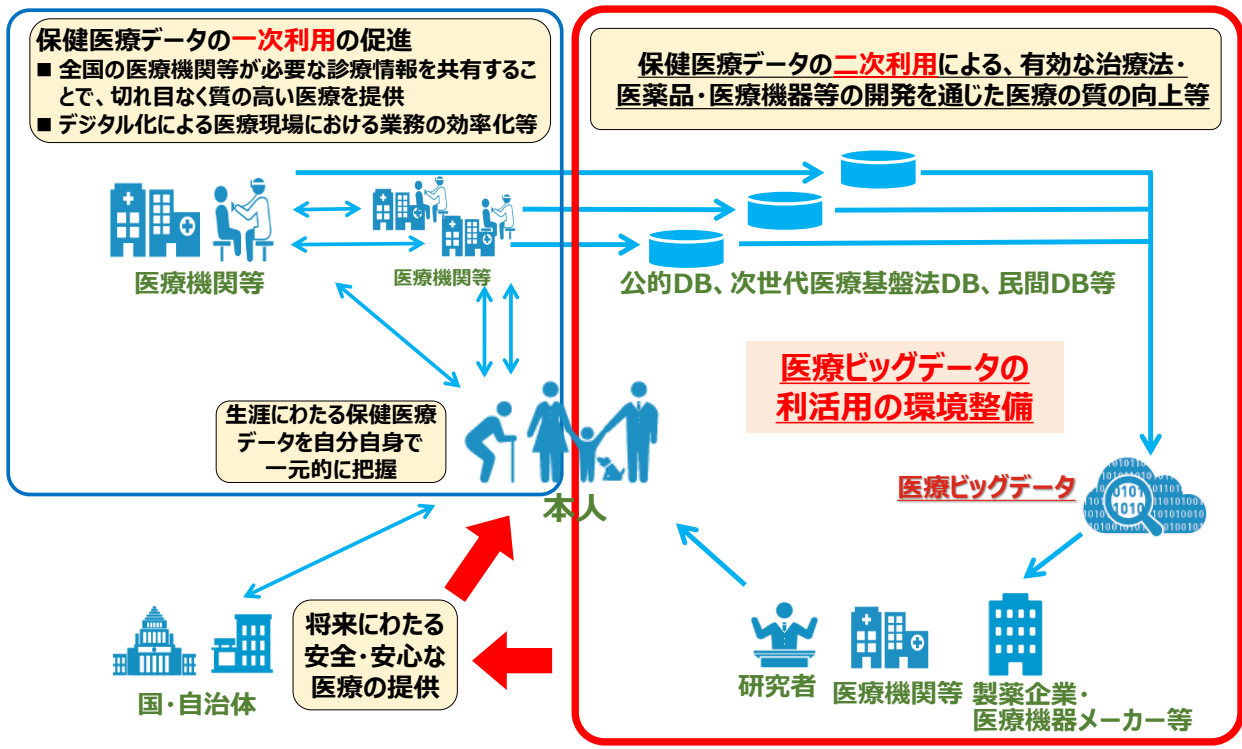 保健医療データの一次利用の促進
■ 全国の医療機関等が必要な診療情報を共有するこ
とで、切れ目なく質の高い医療を提供
■ デジタル化による医療現場における業務の効率化等
保健医療データの二次利用による、有効な治療法・
医薬品・医療機器等の開発を通じた医療の質の向上等
医療機関等
医療機関等
公的DB、次世代医療基盤法DB、民間DB等
医療ビッグデータの
利活用の環境整備
生涯にわたる保健医療
データを自分自身で
一元的に把握
本人
医療ビッグデータ
将来にわたる
安全・安心な
医療の提供
国・自治体
研究者
医療機関等
製薬企業・
医療機器メーカー等